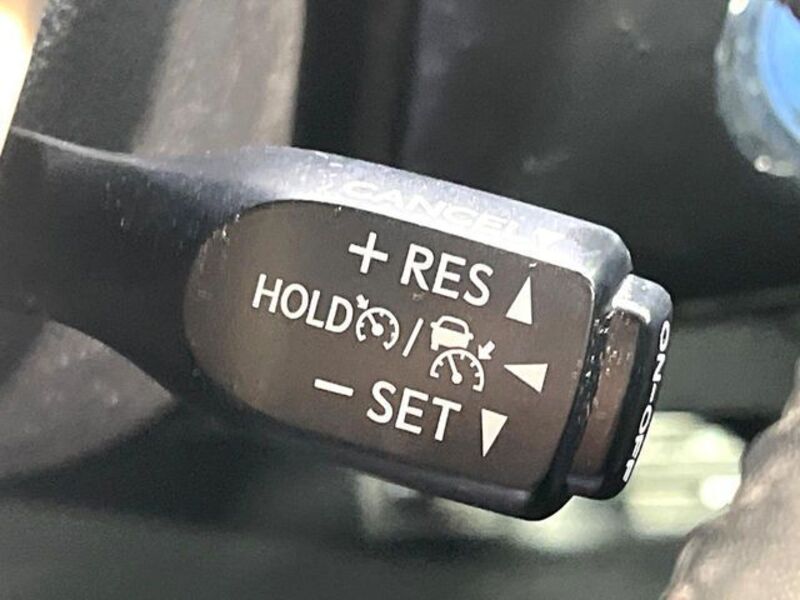 CANCEL
+ RES
HOLD /
− SET
ON-OFF